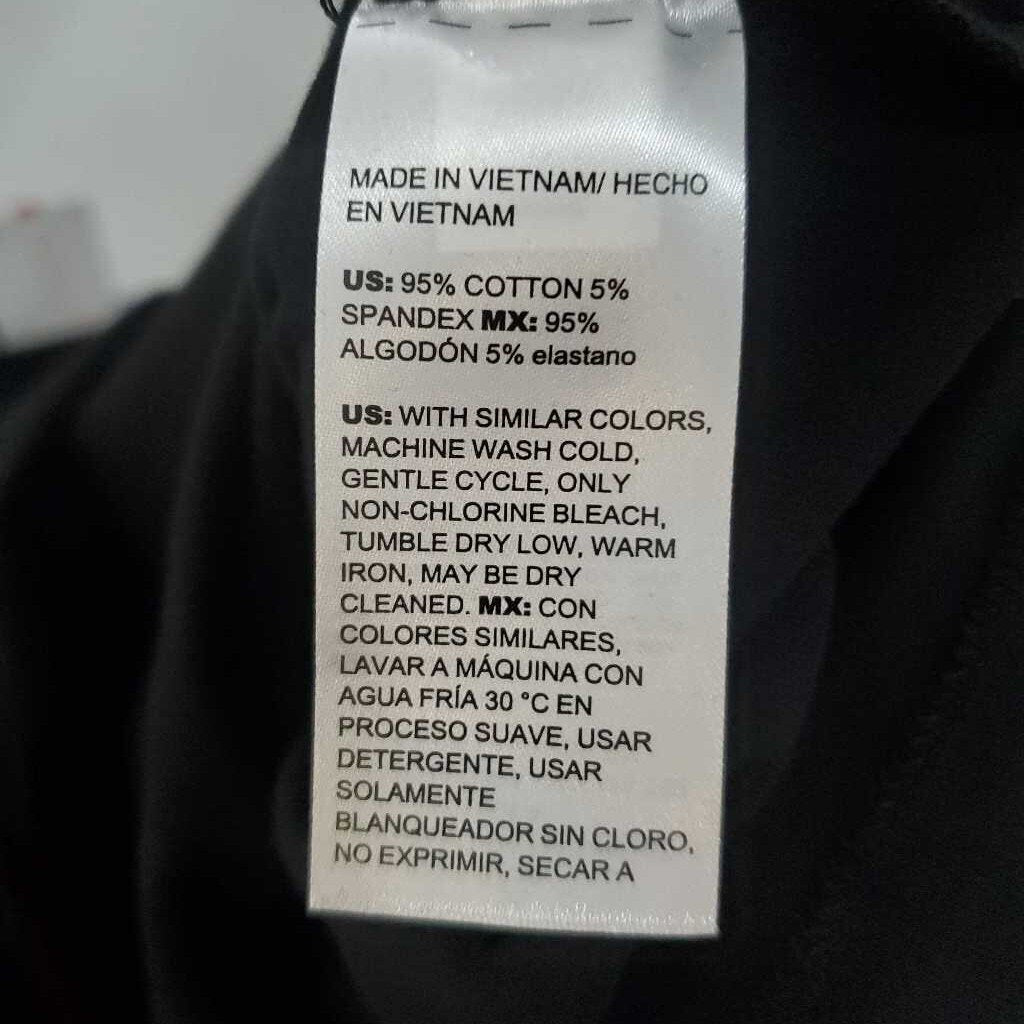 MADE IN VIETNAM/ HECHO
EN VIETNAM
US: 95% COTTON 5%
SPANDEX MX: 95%
ALGODÓN 5% elastano
US: WITH SIMILAR COLORS,
MACHINE WASH COLD,
GENTLE CYCLE, ONLY
NON-CHLORINE BLEACH,
TUMBLE DRY LOW, WARM
IRON, MAY BE DRY
CLEANED. MX: CON
COLORES SIMILARES,
LAVAR A MÁQUINA CON
AGUA FRÍA 30 °C EN
PROCESO SUAVE, USAR
DETERGENTE, USAR
SOLAMENTE
BLANQUEADOR SIN CLORO,
NO EXPRIMIR, SECAR A